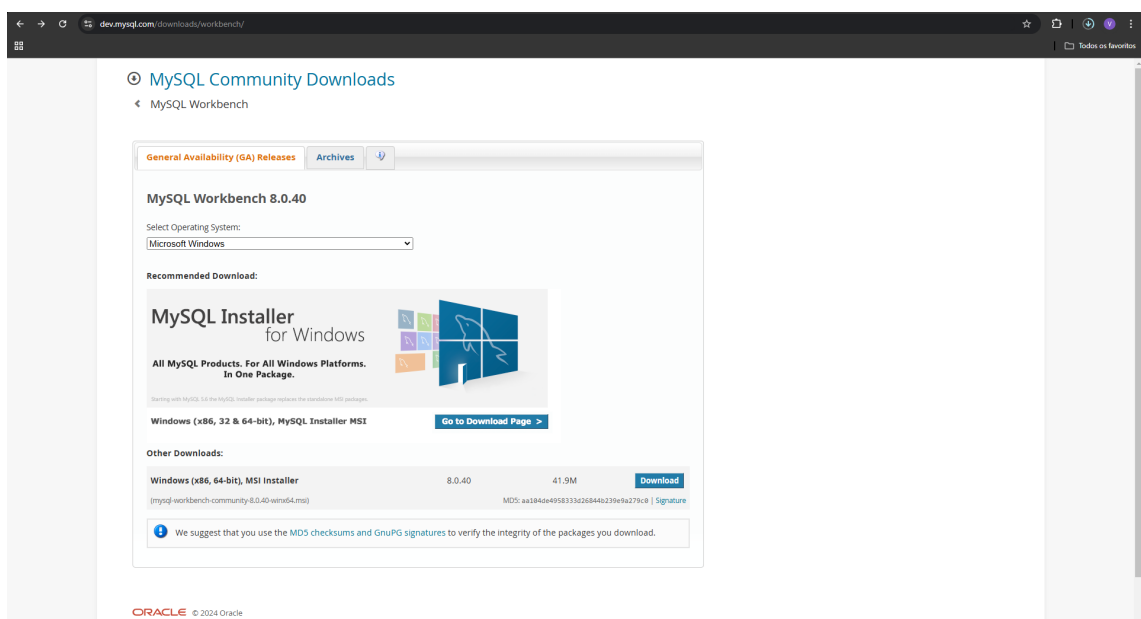 dev.mysql.com/downloads/workbench/
V
Todos os favoritos
MySQL Community Downloads
MySQL Workbench
General Availability (GA) Releases
Archives
MySQL Workbench 8.0.40
Select Operating System:
Microsoft Windows
Recommended Download:
MySQL Installer
for Windows
All MySQL Products. For All Windows Platforms.
In One Package.
Starting with MySQL 5.6 the MySQL Installer package replaces the standalone MSI packages.
Windows (x86, 32 & 64-bit), MySQL Installer MSI
Go to Download Page >
Other Downloads:
Windows (x86, 64-bit), MSI Installer 8.0.40 41.9M Download
(mysql-workbench-community-8.0.40-winx64.msi) MD5: aa104de4958333d26844b239e9a279c0 | Signature
We suggest that you use the MD5 checksums and GnuPG signatures to verify the integrity of the packages you download.
ORACLE © 2024 Oracle